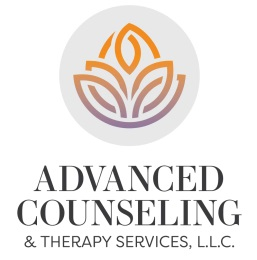 ADVANCED
COUNSELING
& THERAPY SERVICES, L.L.C.